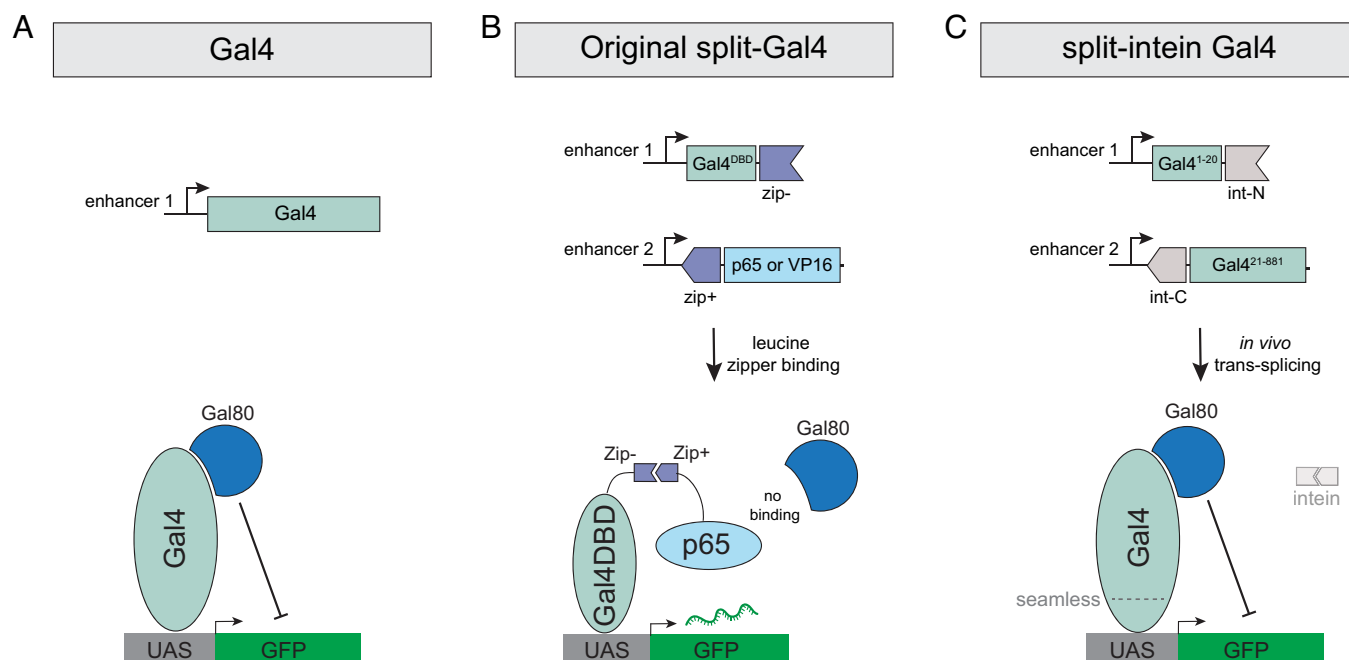 A
Gal4
enhancer 1
Gal4
Gal80
Gal4
UAS
GFP
B
Original split-Gal4
enhancer 1
Gal4DBD
zip-
enhancer 2
p65 or VP16
zip+
leucine
zipper binding
Gal80
Zip-
Zip+
no
binding
Gal4DBD
p65
UAS
GFP
C
split-intein Gal4
enhancer 1
Gal41-20
int-N
enhancer 2
Gal421-881
int-C
in vivo
trans-splicing
Gal80
Gal4
intein
seamless
UAS
GFP